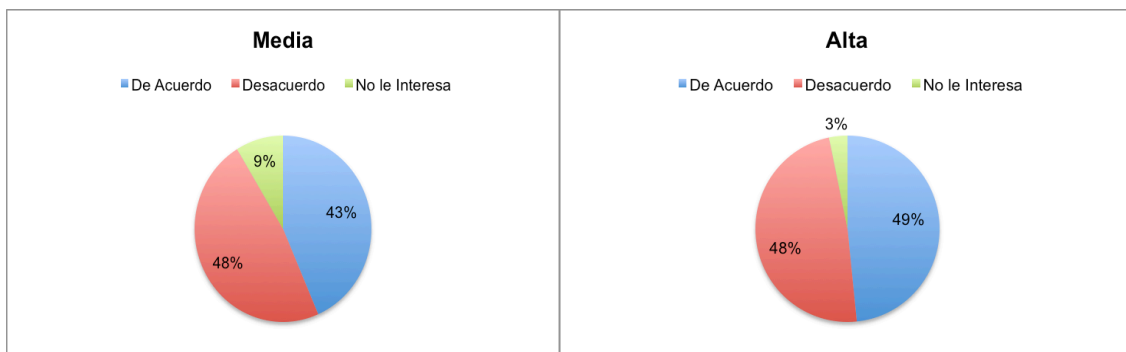 Media
De Acuerdo Desacuerdo No le Interesa
9%
43%
48%
Alta
De Acuerdo Desacuerdo No le Interesa
3%
49%
48%